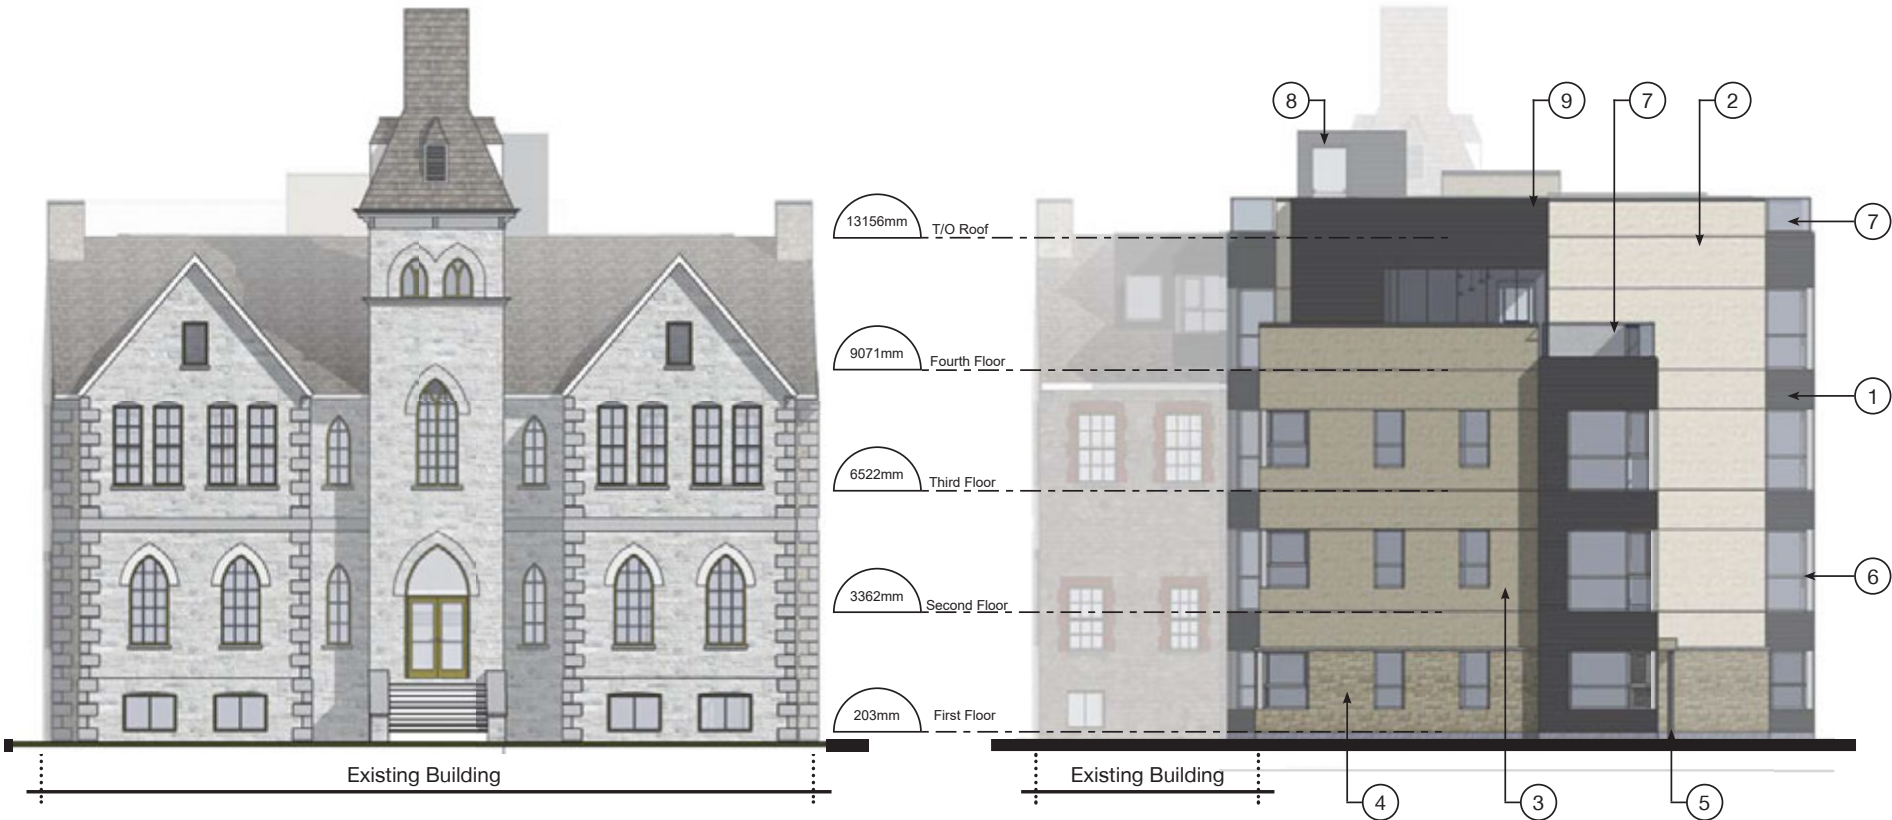 8
9
7
2
13156mm T/O Roof
7
9071mm Fourth Floor
1
6522mm Third Floor
6
3362mm Second Floor
203mm First Floor
Existing Building
Existing Building
4
3
5